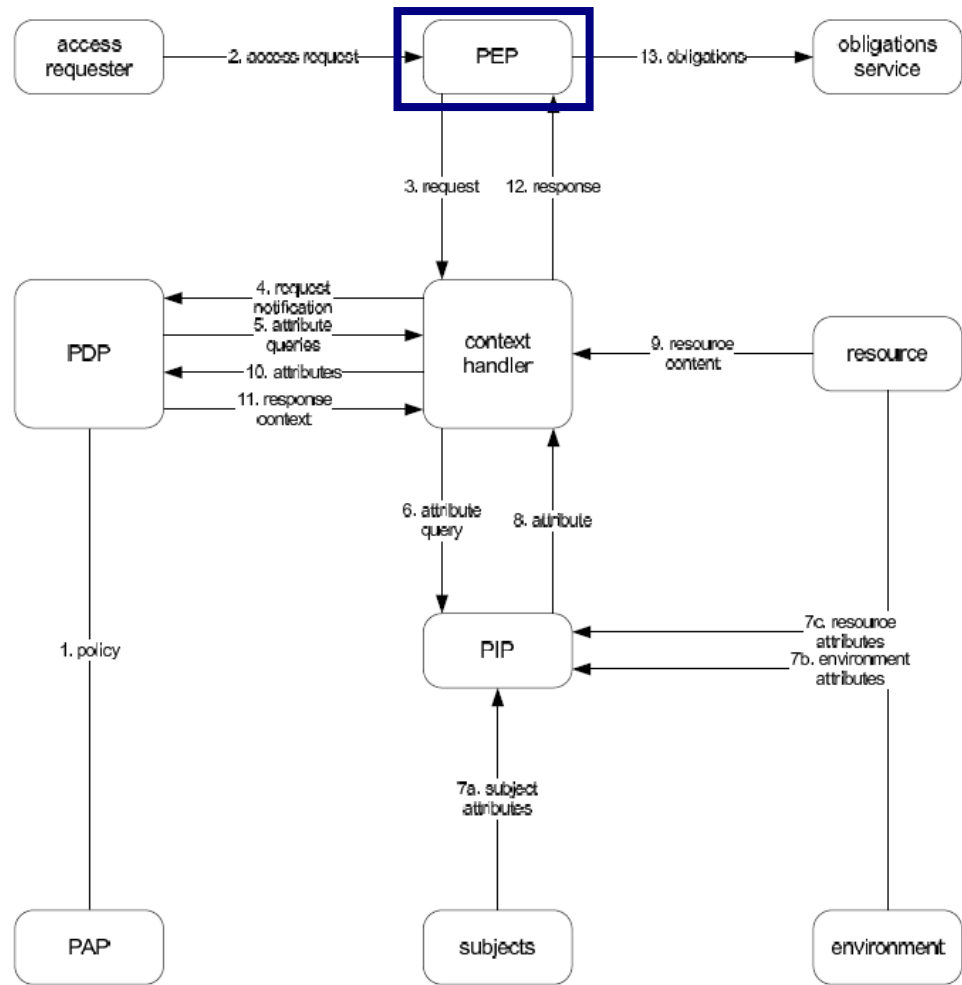 access
requester
2. access request
PEP
13. obligations
obligations
service
3. request
12. response
PDP
4. request
notification
5. attribute
queries
10. attributes
11. response
context
context
handler
9. resource
content
resource
6. attribute
query
8. attribute
1. policy
PIP
7c. resource
attributes
7b. environment
attributes
7a. subject
attributes
PAP
subjects
environment